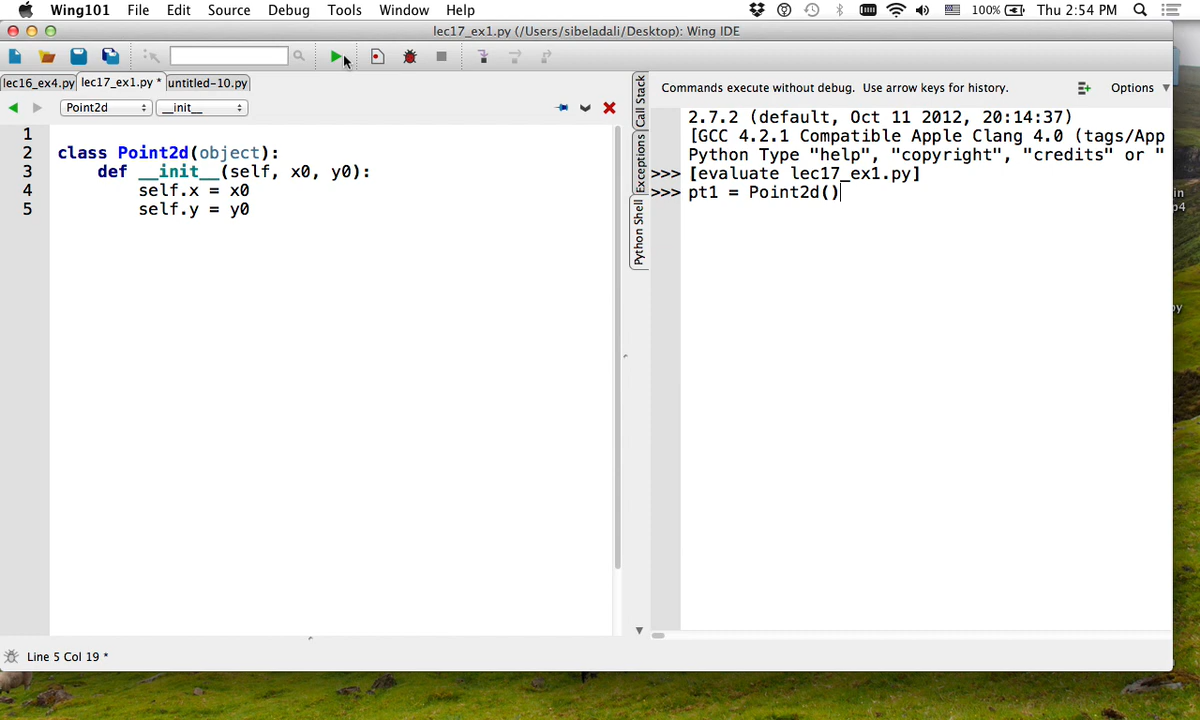 Wing101 File Edit Source Debug Tools Window Help 100% Thu 2:54 PM
lec17_ex1.py (/Users/sibeladali/Desktop): Wing IDE
lec16_ex4.py lec17_ex1.py * untitled-10.py
Point2d __init__
1
2 class Point2d(object):
3 def __init__(self, x0, y0):
4 self.x = x0
5 self.y = y0
Call Stack
Exceptions
Python Shell
Commands execute without debug. Use arrow keys for history. Options
2.7.2 (default, Oct 11 2012, 20:14:37)
[GCC 4.2.1 Compatible Apple Clang 4.0 (tags/App
Python Type "help", "copyright", "credits" or "
>>> [evaluate lec17_ex1.py]
>>> pt1 = Point2d()
in
p4
py
Line 5 Col 19 *